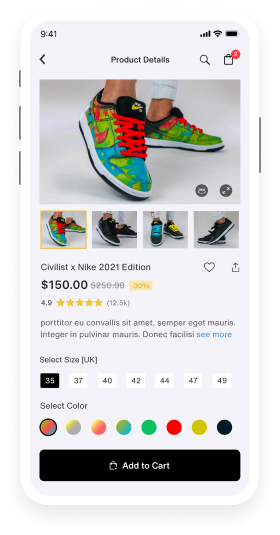 9:41
Product Details
2
Civilist x Nike 2021 Edition
$150.00 $250.00 -30%
4.9 (12.5k)
porttitor eu convallis sit amet, semper eget mauris.
Integer in pulvinar mauris. Donec facilisi see more
Select Size [UK]
35 37 40 42 44 47 49
Select Color
Add to Cart